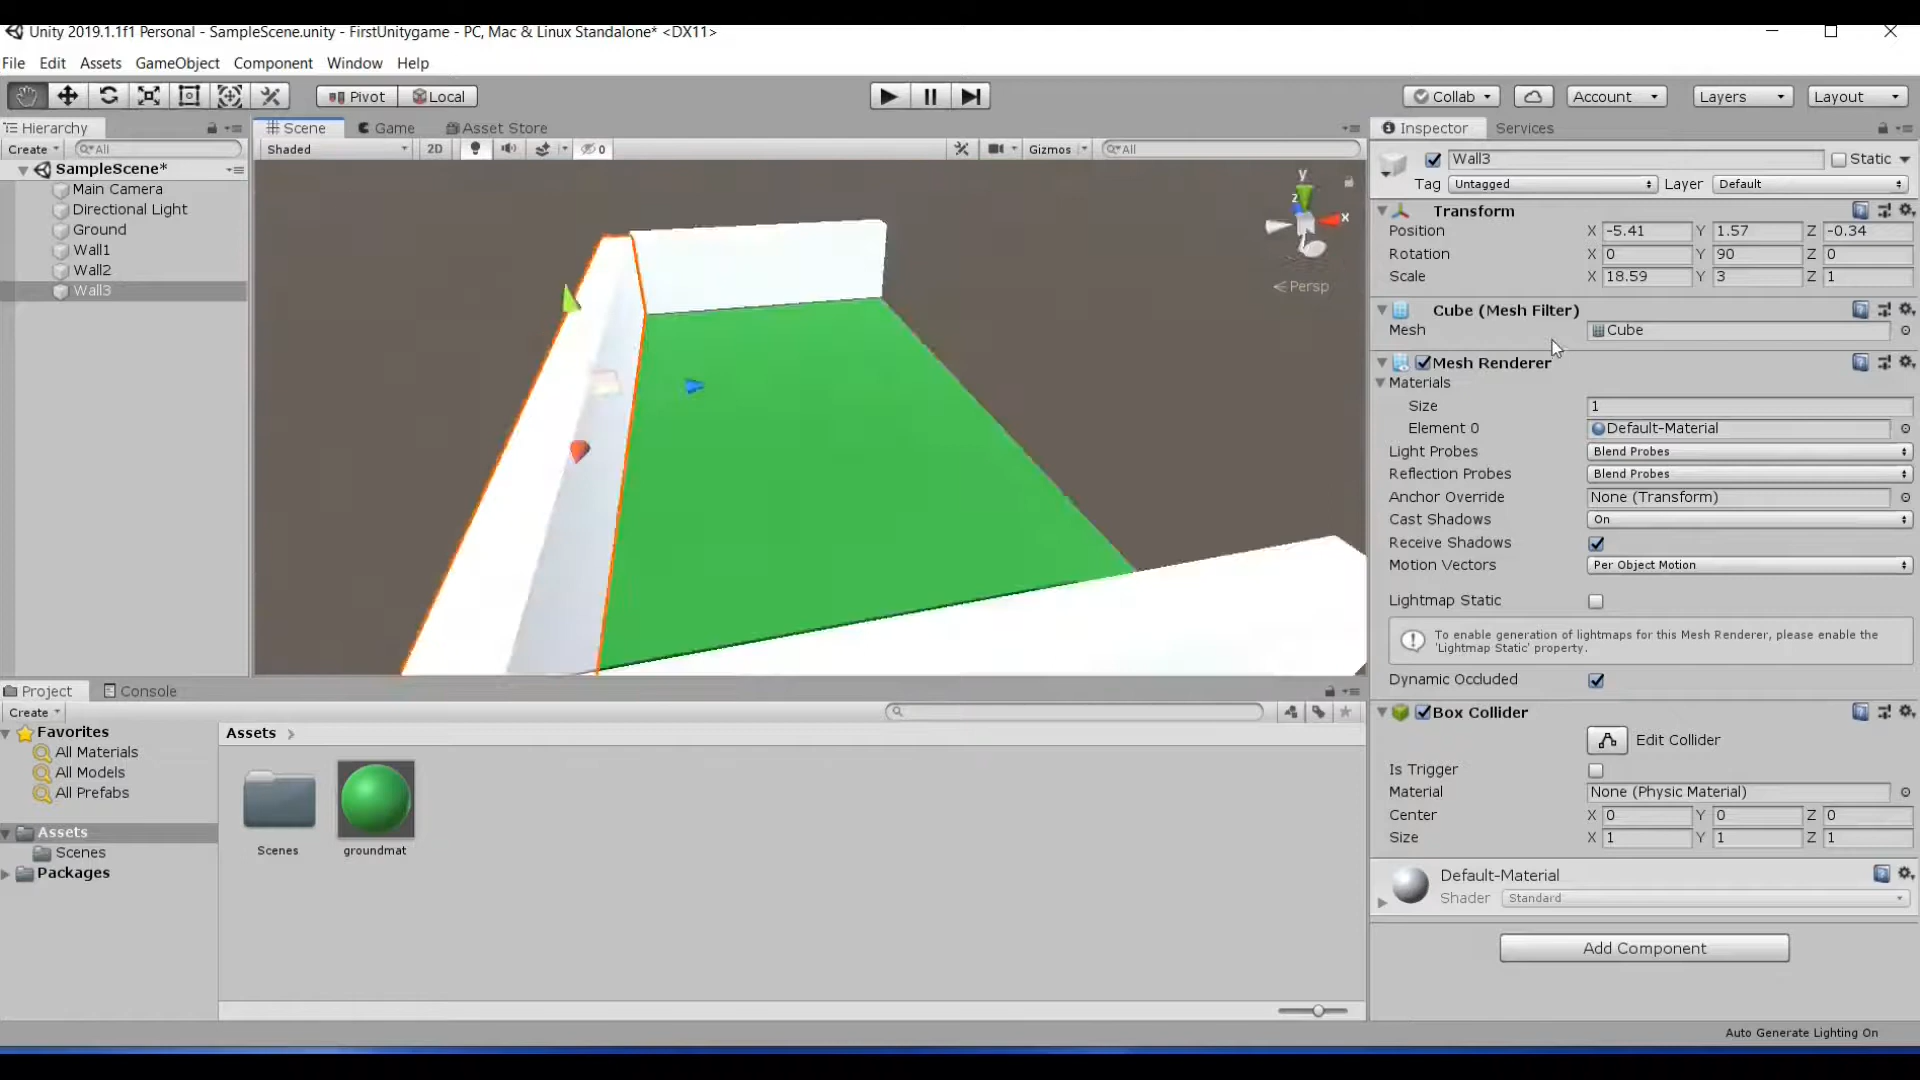 Unity 2019.1.1f1 Personal - SampleScene.unity - FirstUnitygame - PC, Mac & Linux Standalone* <DX11>
File Edit Assets GameObject Component Window Help
Pivot Local Collab Account Layers Layout
Hierarchy
Create All
SampleScene*
Main Camera
Directional Light
Ground
Wall1
Wall2
Wall3
Scene Game Asset Store
Shaded 2D 0 Gizmos All
y
z
x
Persp
Inspector Services
Wall3 Static
Tag Untagged Layer Default
Transform
Position X -5.41 Y 1.57 Z -0.34
Rotation X 0 Y 90 Z 0
Scale X 18.59 Y 3 Z 1
Cube (Mesh Filter)
Mesh Cube
Mesh Renderer
Materials
Size 1
Element 0 Default-Material
Light Probes Blend Probes
Reflection Probes Blend Probes
Anchor Override None (Transform)
Cast Shadows On
Receive Shadows
Motion Vectors Per Object Motion
Lightmap Static
To enable generation of lightmaps for this Mesh Renderer, please enable the
'Lightmap Static' property.
Dynamic Occluded
Box Collider
Edit Collider
Is Trigger
Material None (Physic Material)
Center X 0 Y 0 Z 0
Size X 1 Y 1 Z 1
Default-Material
Shader Standard
Add Component
Project Console
Create
Favorites
All Materials
All Models
All Prefabs
Assets
Scenes
Packages
Assets
Scenes groundmat
Auto Generate Lighting On